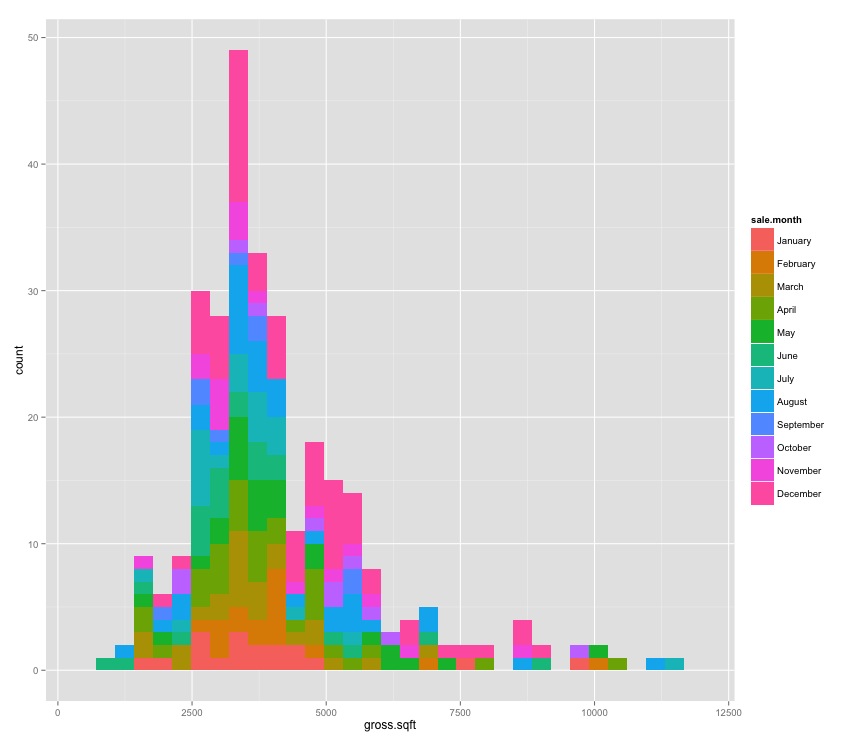 50
40
30
20
10
0
count
0 2500 5000 7500 10000 12500
gross.sqft
sale.month
January
February
March
April
May
June
July
August
September
October
November
December